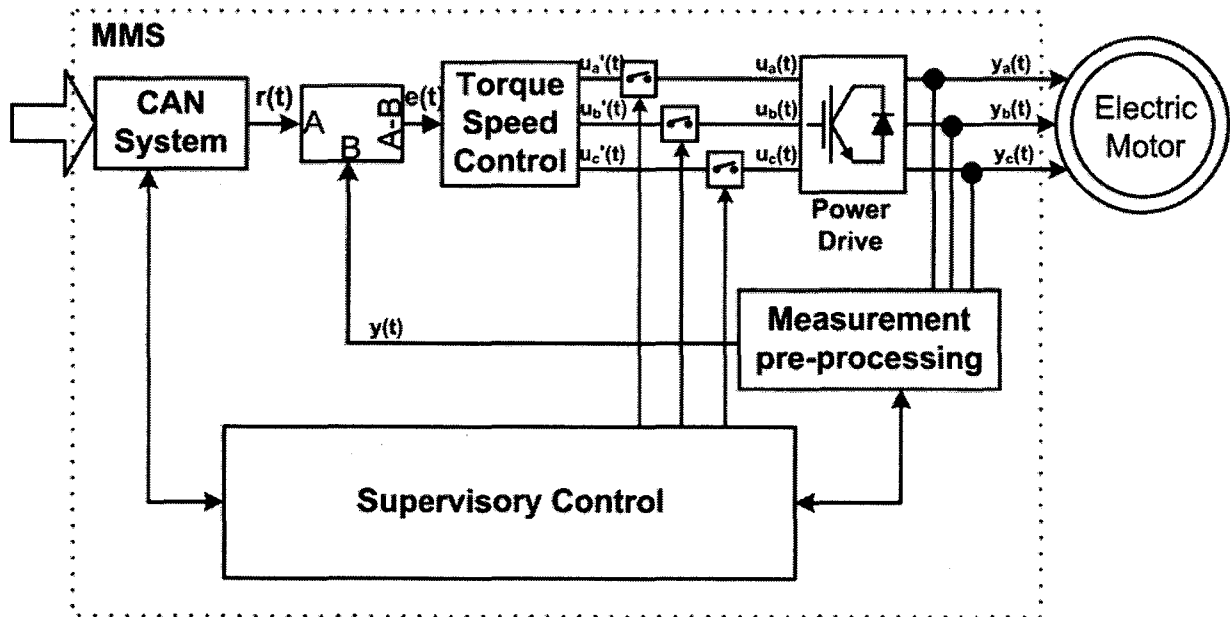 MMS
CAN
System
r(t)
A
B
A-B
e(t)
Torque
Speed
Control
ua'(t)
ub'(t)
uc'(t)
ua(t)
ub(t)
uc(t)
Power
Drive
ya(t)
yb(t)
yc(t)
Electric
Motor
Measurement
pre-processing
y(t)
Supervisory Control